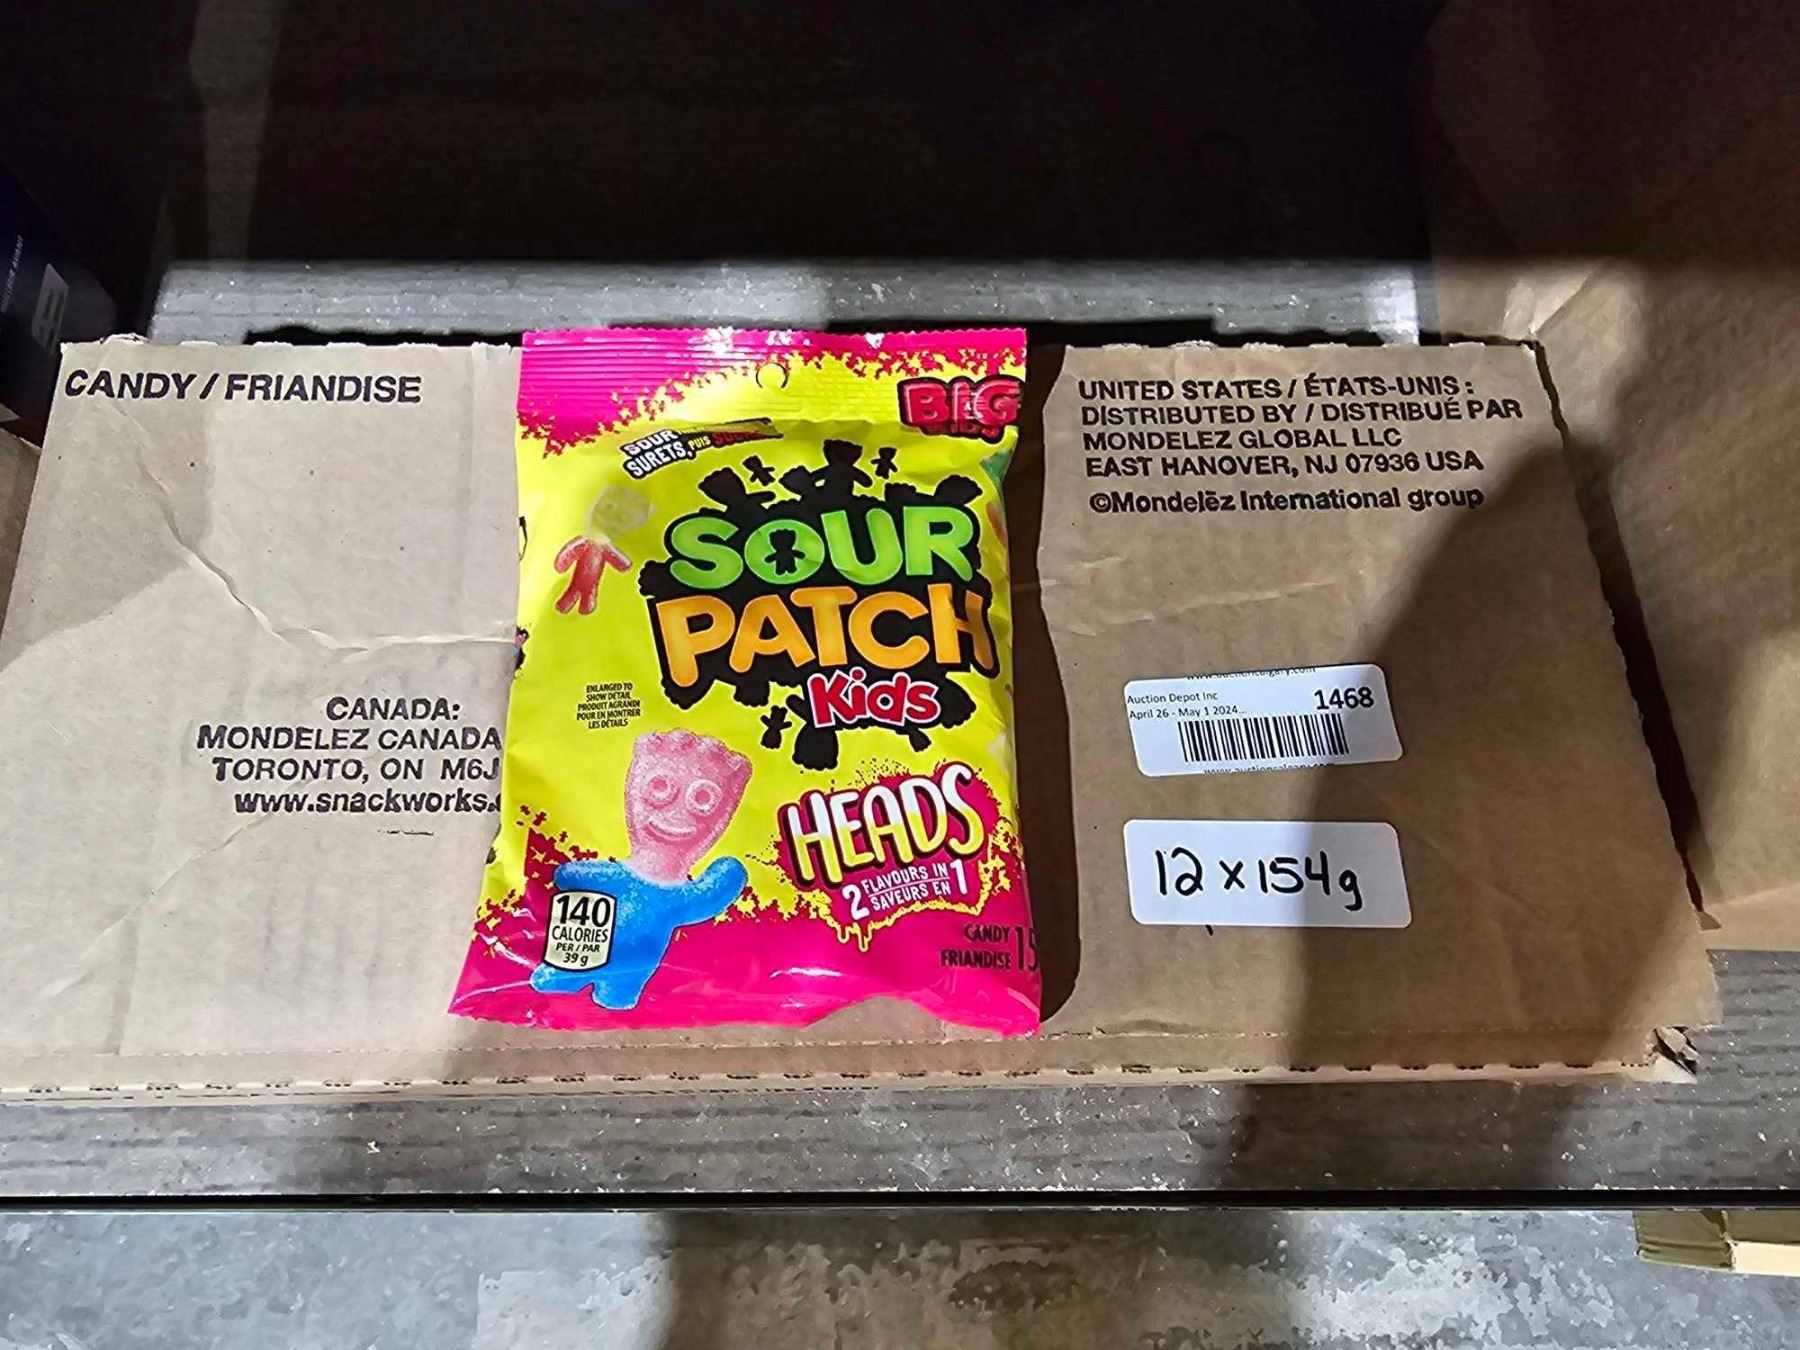 CANDY / FRIANDISE
CANADA:
MONDELEZ CANADA
TORONTO, ON M6J
www.snackworks.
BIG
SOUR
SURETS, PUIS
SOUR
PATCH
Kids
ENLARGED TO
SHOW DETAIL
PRODUIT AGRANDI
POUR EN MONTRER
LES DÉTAILS
HEADS
2 FLAVOURS IN 1
SAVEURS EN
140
CALORIES
PER / PAR
39 g
CANDY
FRIANDISE
15
UNITED STATES / ÉTATS-UNIS :
DISTRIBUTED BY / DISTRIBUÉ PAR
MONDELEZ GLOBAL LLC
EAST HANOVER, NJ 07936 USA
©Mondelēz International group
Auction Depot Inc
1468
April 26 - May 1 2024...
12 x 154g